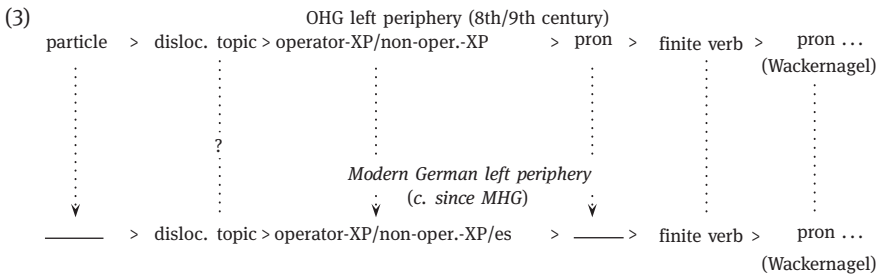 (3)
OHG left periphery (8th/9th century)
particle > disloc. topic > operator-XP/non-oper.-XP > pron > finite verb > pron …
(Wackernagel)
?
Modern German left periphery
(c. since MHG)
______ > disloc. topic > operator-XP/non-oper.-XP/es > ______ > finite verb > pron …
(Wackernagel)